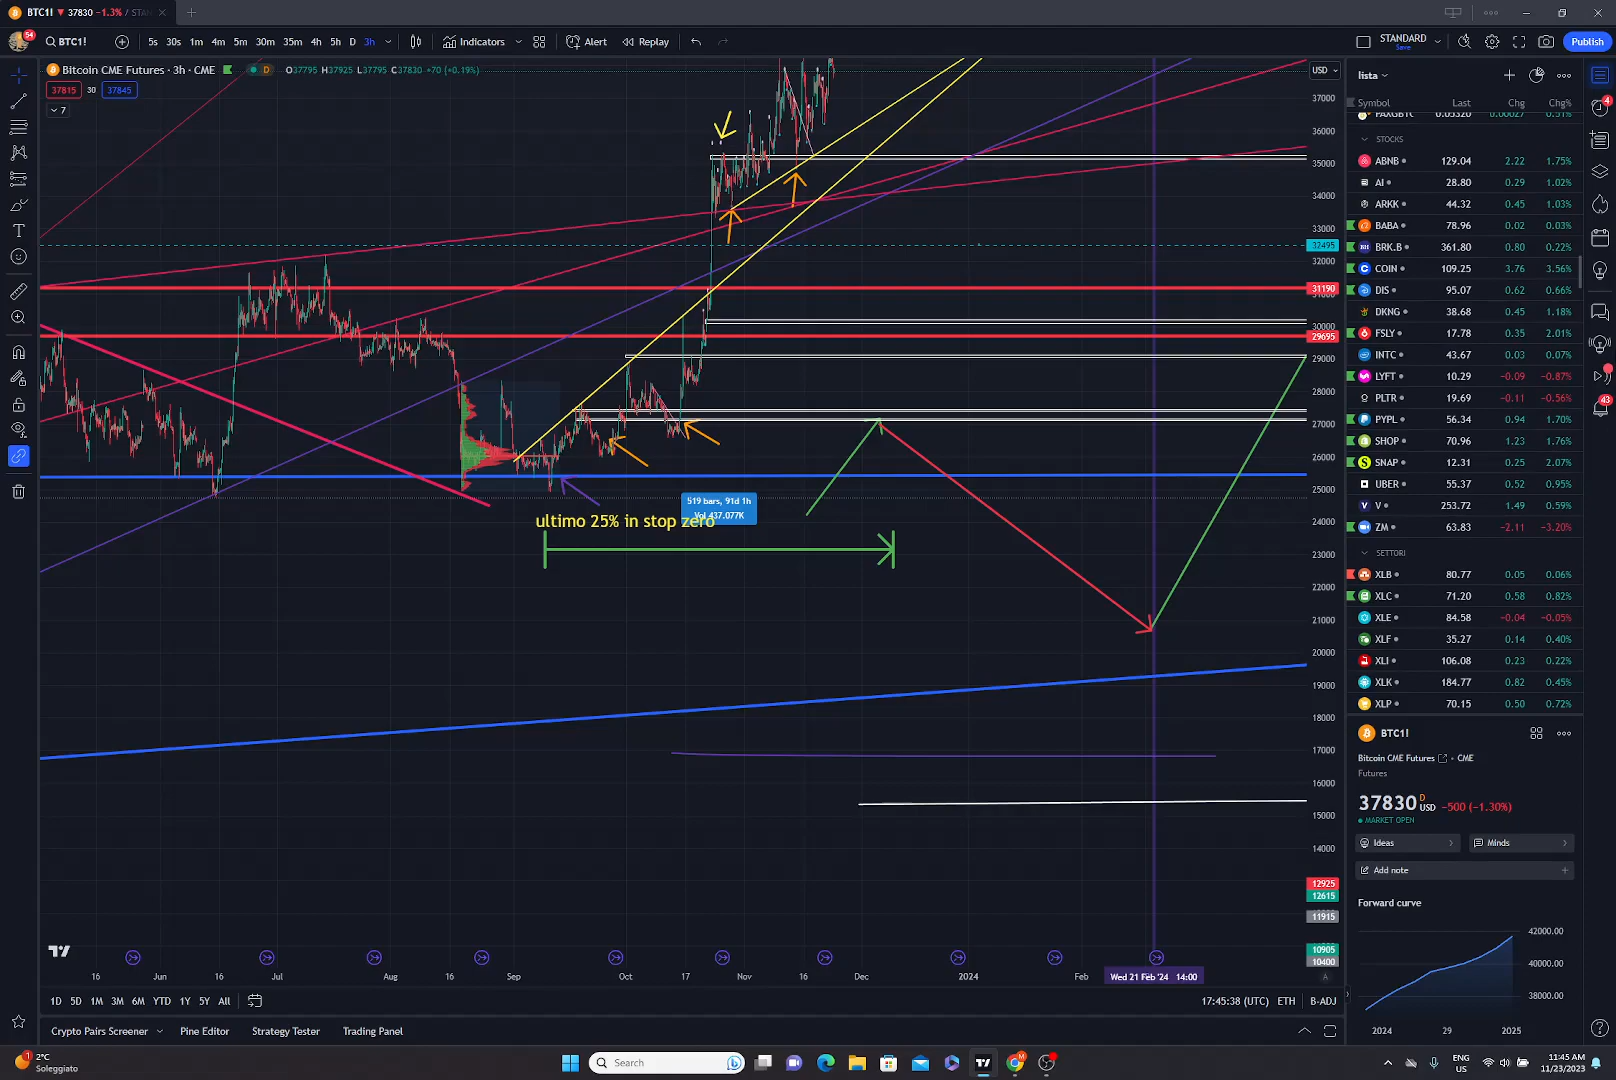 BTC1! ▼ 37830 −1.3% / STAN
54
BTC1!
5s 30s 1m 4m 5m 30m 35m 4h 5h D 3h
Indicators
Alert
Replay
STANDARD
Save
Publish
Bitcoin CME Futures · 3h · CME
D
O37795 H37925 L37795 C37830 +70 (+0.19%)
37815 30 37845
7
USD
37000
36000
35000
34000
33000
32495
32000
31190
31000
30000
29695
29000
28000
27000
26000
25000
24000
23000
22000
21000
20000
19000
18000
17000
16000
15000
14000
12925
12615
11915
10905
10400
519 bars, 91d 1h
Vol 437.077K
ultimo 25% in stop zero
16 Jun 16 Jul Aug 16 Sep Oct 17 Nov 16 Dec 2024 Feb Wed 21 Feb '24 14:00
A
1D 5D 1M 3M 6M YTD 1Y 5Y All
17:45:38 (UTC) ETH B-ADJ
Crypto Pairs Screener Pine Editor Strategy Tester Trading Panel
lista
Symbol Last Chg Chg%
PAXGBTC 0.05320 0.00027 0.51%
STOCKS
ABNB 129.04 2.22 1.75%
AI 28.80 0.29 1.02%
ARKK 44.32 0.45 1.03%
BABA 78.96 0.02 0.03%
BRK.B 361.80 0.80 0.22%
COIN 109.25 3.76 3.56%
DIS 95.07 0.62 0.66%
DKNG 38.68 0.45 1.18%
FSLY 17.78 0.35 2.01%
INTC 43.67 0.03 0.07%
LYFT 10.29 −0.09 −0.87%
PLTR 19.69 −0.11 −0.56%
PYPL 56.34 0.94 1.70%
SHOP 70.96 1.23 1.76%
SNAP 12.31 0.25 2.07%
UBER 55.37 0.52 0.95%
V 253.72 1.49 0.59%
ZM 63.83 −2.11 −3.20%
SETTORI
XLB 80.77 0.05 0.06%
XLC 71.20 0.58 0.82%
XLE 84.58 −0.04 −0.05%
XLF 35.27 0.14 0.40%
XLI 106.08 0.23 0.22%
XLK 184.77 0.82 0.45%
XLP 70.15 0.50 0.72%
BTC1!
Bitcoin CME Futures · CME
Futures
37830 D USD −500 (−1.30%)
MARKET OPEN
Ideas
Minds
Add note
Forward curve
42000.00
40000.00
38000.00
2024 29 2025
4
43
1
2°C
Soleggiato
Search
ENG
US
11:45 AM
11/23/2023